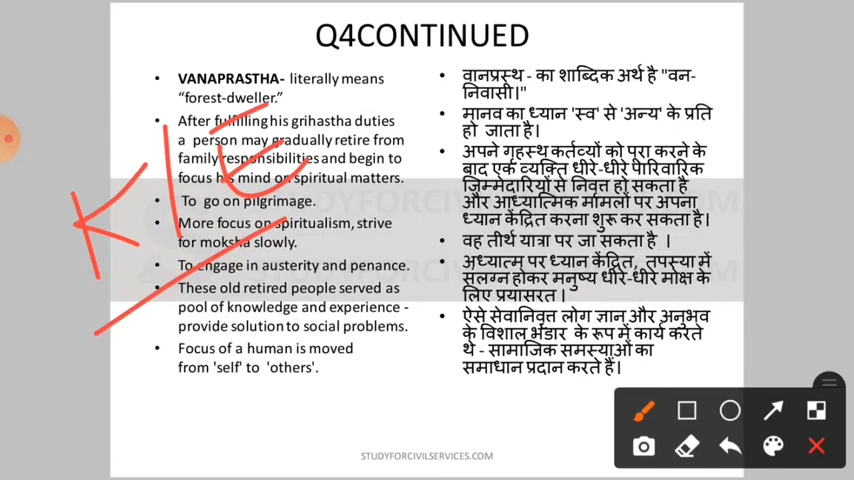 Q4CONTINUED
• VANAPRASTHA- literally means
“forest-dweller.”
• After fulfilling his grihastha duties
a person may gradually retire from
family responsibilities and begin to
focus his mind on spiritual matters.
• To go on pilgrimage.
• More focus on spiritualism, strive
for moksha slowly.
• To engage in austerity and penance.
• These old retired people served as
pool of knowledge and experience -
provide solution to social problems.
• Focus of a human is moved
from 'self' to 'others'.
• वानप्रस्थ - का शाब्दिक अर्थ है "वन-
निवासी।"
• मानव का ध्यान 'स्व' से 'अन्य' के प्रति
हो जाता है।
• अपने गृहस्थ कर्तव्यों को पूरा करने के
बाद एक व्यक्ति धीरे-धीरे पारिवारिक
जिम्मेदारियों से निवृत्त हो सकता है
और आध्यात्मिक मामलों पर अपना
ध्यान केंद्रित करना शुरू कर सकता है।
• वह तीर्थ यात्रा पर जा सकता है ।
• अध्यात्म पर ध्यान केंद्रित, तपस्या में
सलग्न होकर मनुष्य धीरे-धीरे मोक्ष के
लिए प्रयासरत ।
• ऐसे सेवानिवृत्त लोग ज्ञान और अनुभव
के विशाल भंडार के रूप में कार्य करते
थे - सामाजिक समस्याओं का
समाधान प्रदान करते हैं।
STUDYFORCIVILSERVICES.COM